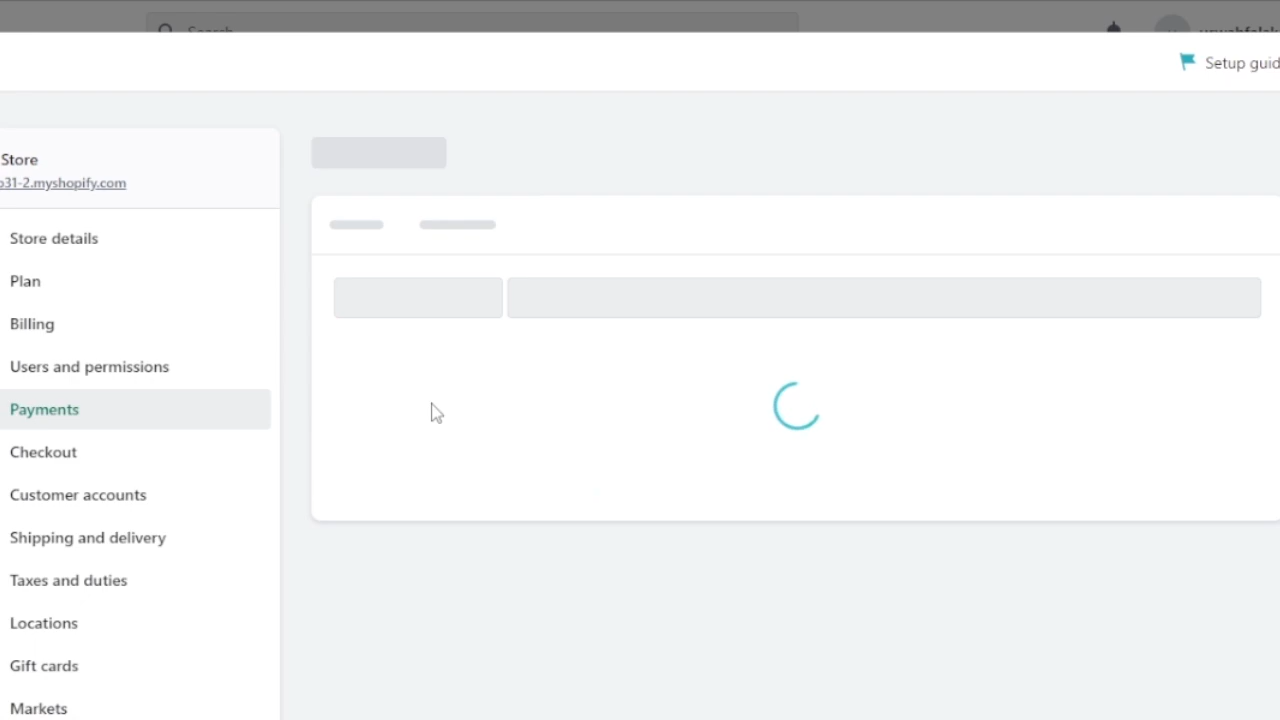 Search
Setup guid
Store
o31-2.myshopify.com
Store details
Plan
Billing
Users and permissions
Payments
Checkout
Customer accounts
Shipping and delivery
Taxes and duties
Locations
Gift cards
Markets